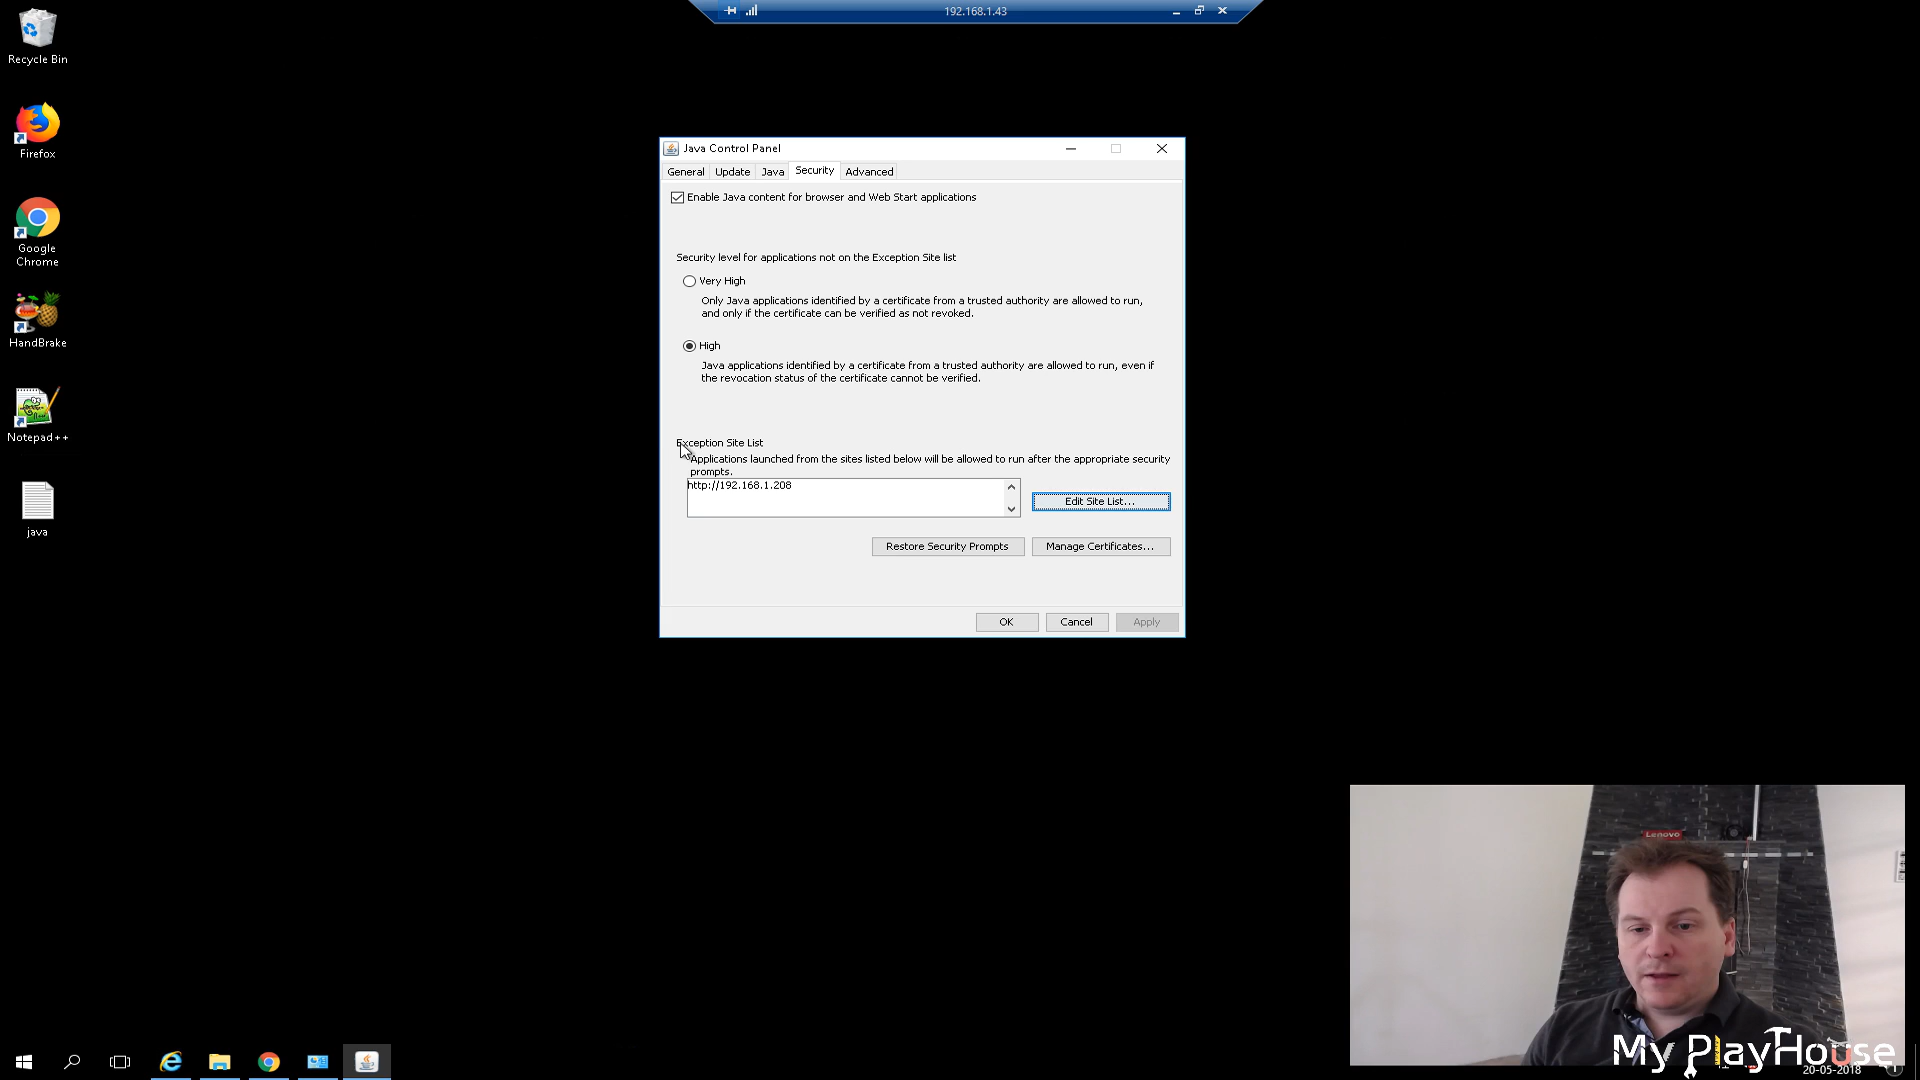 192.168.1.43
Recycle Bin
Firefox
Google
Chrome
HandBrake
Notepad++
java
Java Control Panel
General
Update
Java
Security
Advanced
Enable Java content for browser and Web Start applications
Security level for applications not on the Exception Site list
Very High
Only Java applications identified by a certificate from a trusted authority are allowed to run,
and only if the certificate can be verified as not revoked.
High
Java applications identified by a certificate from a trusted authority are allowed to run, even if
the revocation status of the certificate cannot be verified.
Exception Site List
Applications launched from the sites listed below will be allowed to run after the appropriate security
prompts.
http://192.168.1.208
Edit Site List...
Restore Security Prompts
Manage Certificates...
OK
Cancel
Apply
Lenovo
My PlayHouse
20-05-2018